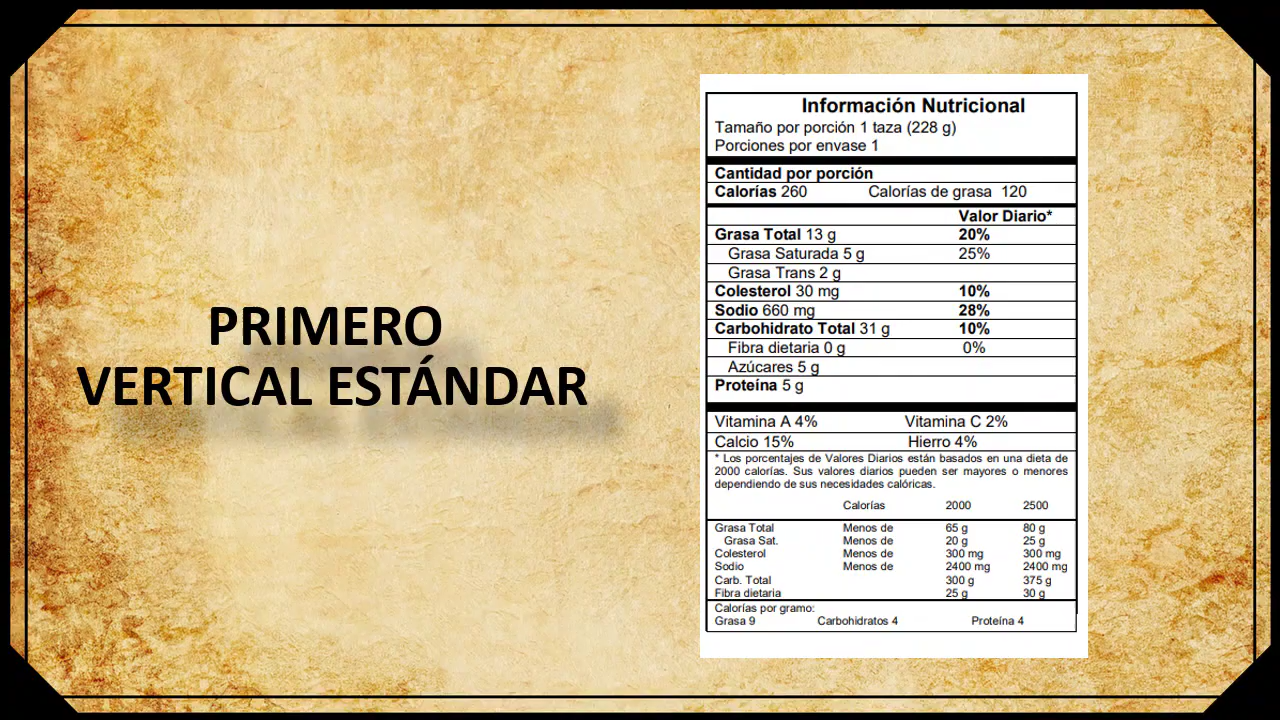 PRIMERO
VERTICAL ESTÁNDAR
Información Nutricional
Tamaño por porción 1 taza (228 g)
Porciones por envase 1
Cantidad por porción
Calorías 260 Calorías de grasa 120
Valor Diario*
Grasa Total 13 g 20%
Grasa Saturada 5 g 25%
Grasa Trans 2 g
Colesterol 30 mg 10%
Sodio 660 mg 28%
Carbohidrato Total 31 g 10%
Fibra dietaria 0 g 0%
Azúcares 5 g
Proteína 5 g
Vitamina A 4% Vitamina C 2%
Calcio 15% Hierro 4%
* Los porcentajes de Valores Diarios están basados en una dieta de
2000 calorías. Sus valores diarios pueden ser mayores o menores
dependiendo de sus necesidades calóricas.
Calorías 2000 2500
Grasa Total Menos de 65 g 80 g
Grasa Sat. Menos de 20 g 25 g
Colesterol Menos de 300 mg 300 mg
Sodio Menos de 2400 mg 2400 mg
Carb. Total 300 g 375 g
Fibra dietaria 25 g 30 g
Calorías por gramo:
Grasa 9 Carbohidratos 4 Proteína 4